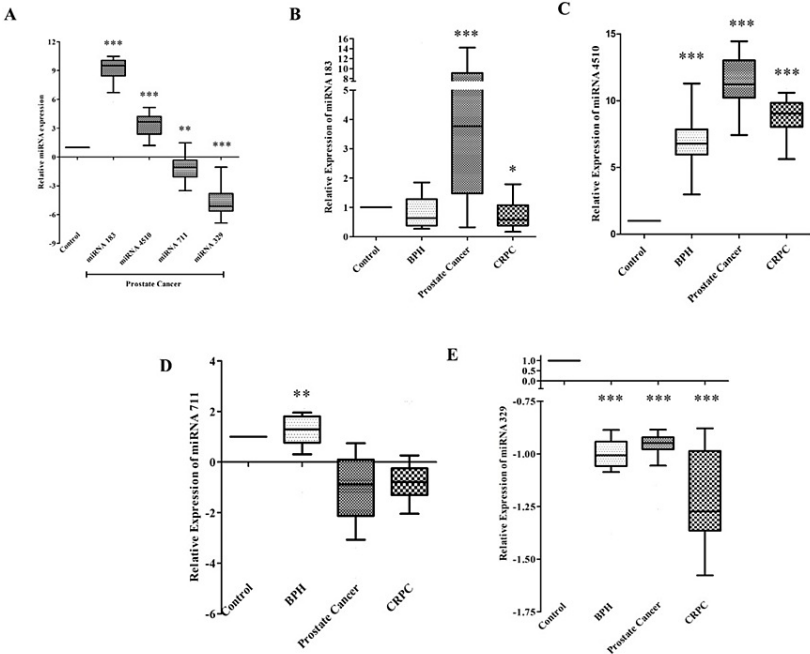 A
Relative miRNA expression
12
9
6
3
0
-3
-6
-9
***
***
**
***
Control
miRNA 183
miRNA 4510
miRNA 711
miRNA 329
Prostate Cancer
B
Relative Expression of miRNA 183
16
14
12
10
8
5
4
3
2
1
0
***
*
Control
BPH
Prostate Cancer
CRPC
C
Relative Expression of miRNA 4510
15
10
5
0
***
***
***
Control
BPH
Prostate Cancer
CRPC
D
Relative Expression of miRNA 711
4
2
0
-2
-4
-6
**
Control
BPH
Prostate Cancer
CRPC
E
Relative Expression of miRNA 329
1.0
0.5
0.0
-0.75
-1.00
-1.25
-1.50
-1.75
***
***
***
Control
BPH
Prostate Cancer
CRPC